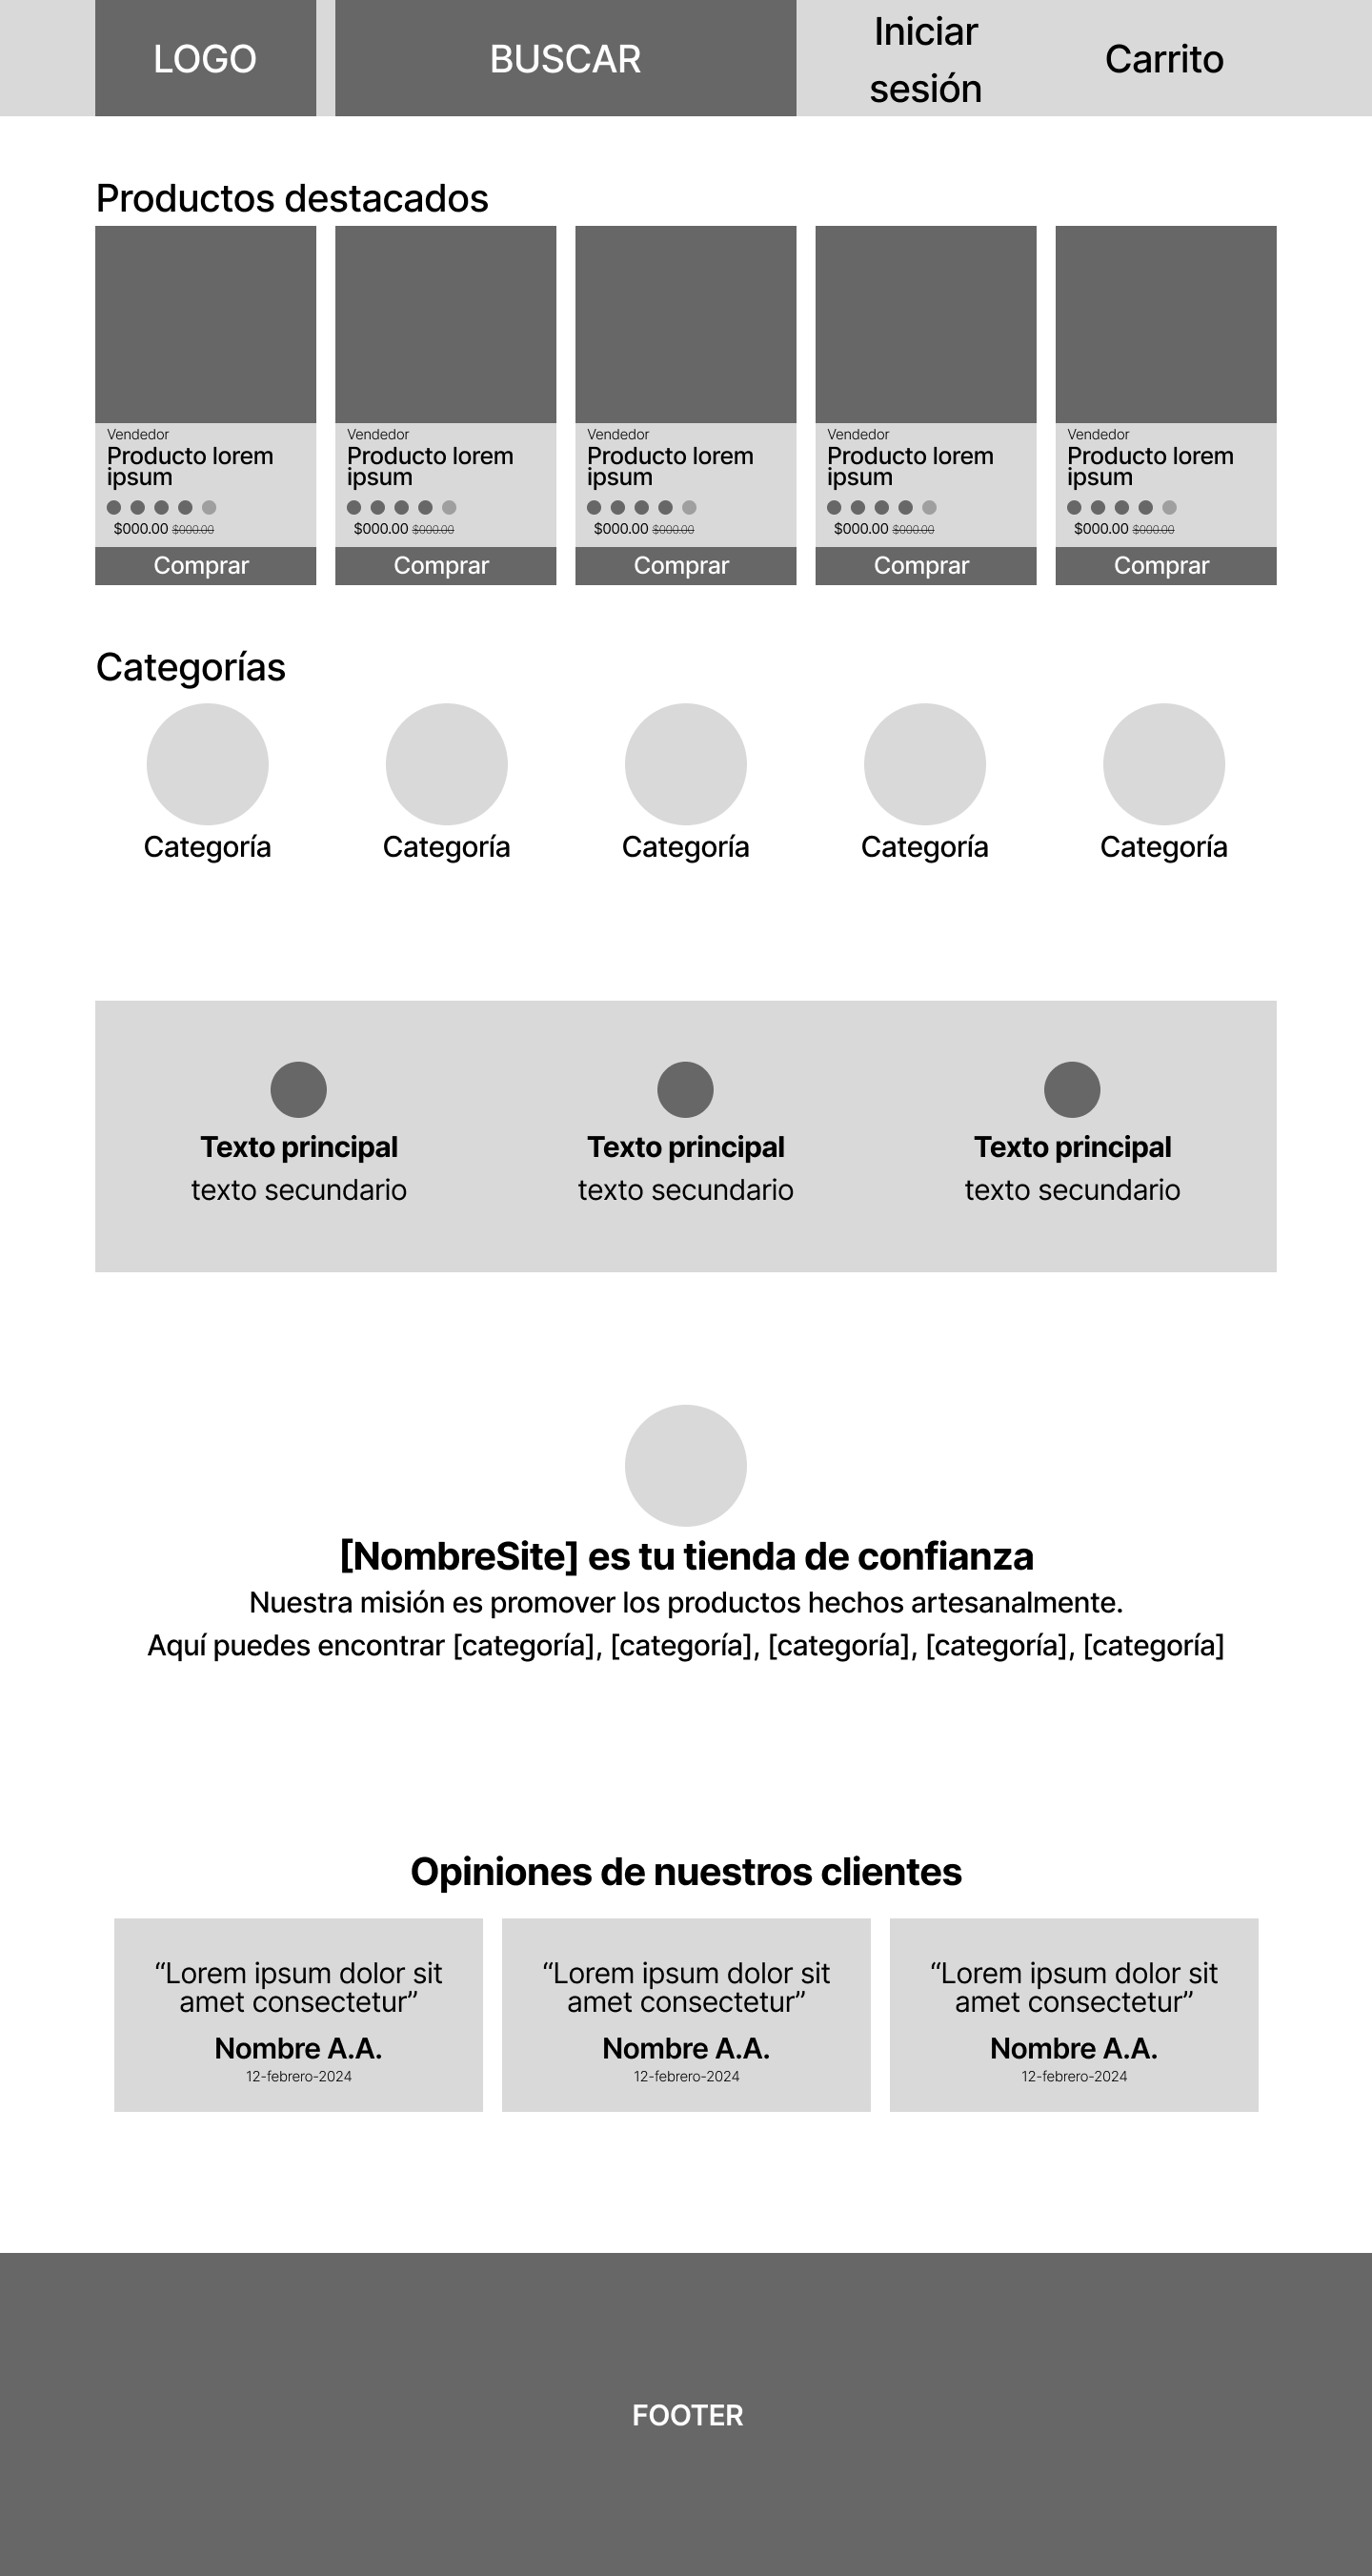 LOGO
BUSCAR
Iniciar
sesión
Carrito
Productos destacados
Vendedor
Producto lorem
ipsum
$000.00 $000.00
Comprar
Vendedor
Producto lorem
ipsum
$000.00 $000.00
Comprar
Vendedor
Producto lorem
ipsum
$000.00 $000.00
Comprar
Vendedor
Producto lorem
ipsum
$000.00 $000.00
Comprar
Vendedor
Producto lorem
ipsum
$000.00 $000.00
Comprar
Categorías
Categoría
Categoría
Categoría
Categoría
Categoría
Texto principal
texto secundario
Texto principal
texto secundario
Texto principal
texto secundario
[NombreSite] es tu tienda de confianza
Nuestra misión es promover los productos hechos artesanalmente.
Aquí puedes encontrar [categoría], [categoría], [categoría], [categoría], [categoría]
Opiniones de nuestros clientes
“Lorem ipsum dolor sit
amet consectetur”
Nombre A.A.
12-febrero-2024
“Lorem ipsum dolor sit
amet consectetur”
Nombre A.A.
12-febrero-2024
“Lorem ipsum dolor sit
amet consectetur”
Nombre A.A.
12-febrero-2024
FOOTER